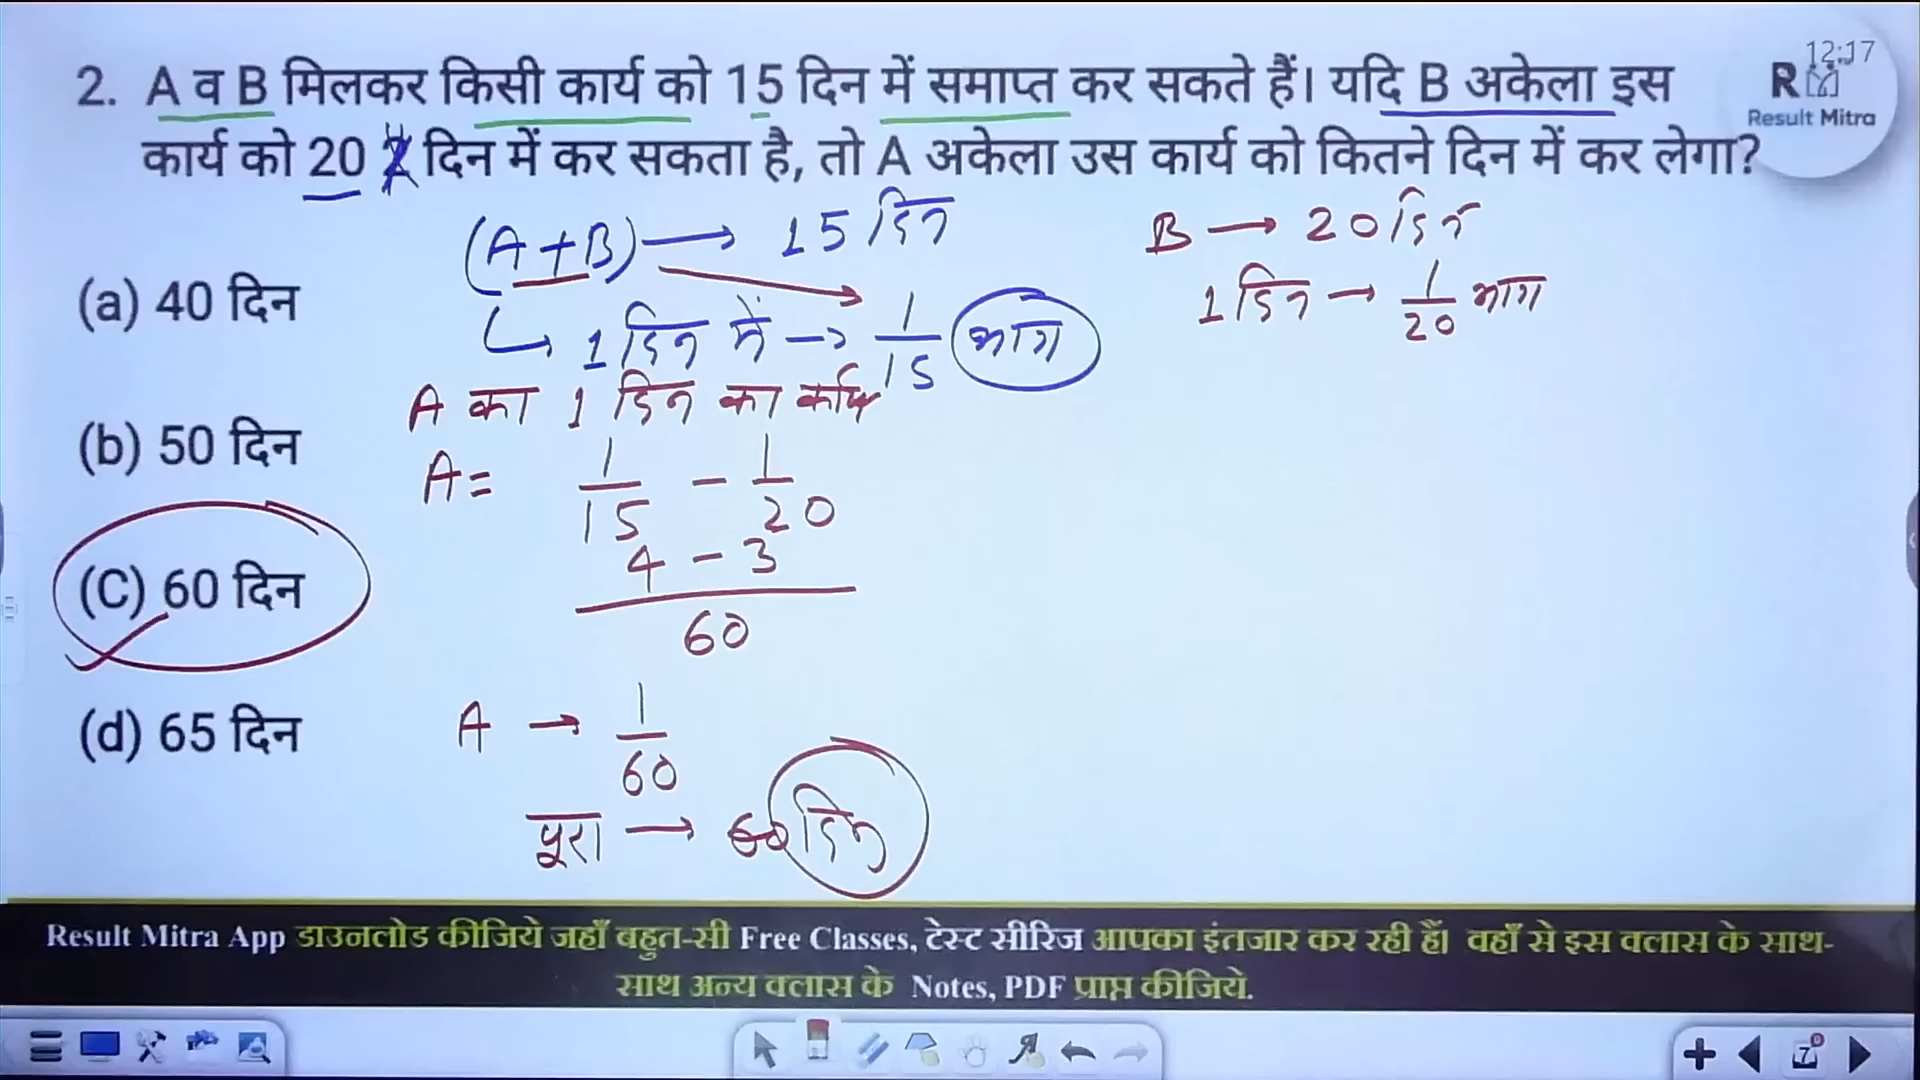 12:17
R
Result Mitra
2. A व B मिलकर किसी कार्य को 15 दिन में समाप्त कर सकते हैं। यदि B अकेला इस
कार्य को 20 दिन में कर सकता है, तो A अकेला उस कार्य को कितने दिन में कर लेगा?
(A+B) → 15 दिन
B → 20 दिन
(a) 40 दिन
1 दिन में → 1/15 भाग
1 दिन → 1/20 भाग
A का 1 दिन का कार्य
(b) 50 दिन
A = 1/15 - 1/20
4 - 3
60
(C) 60 दिन
(d) 65 दिन
A → 1/60
पूरा → 60 दिन
Result Mitra App डाउनलोड कीजिये जहाँ बहुत-सी Free Classes, टेस्ट सीरिज आपका इंतजार कर रही हैं। वहाँ से इस क्लास के साथ-
साथ अन्य क्लास के Notes, PDF प्राप्त कीजिये.
7